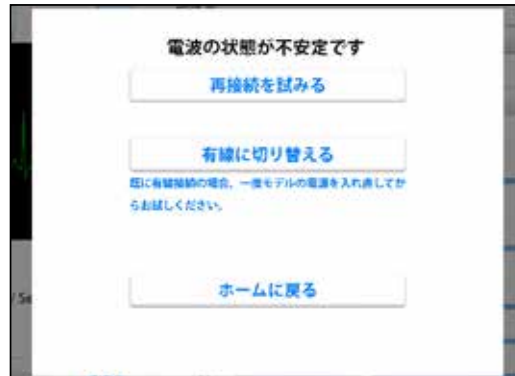 電波の状態が不安定です
再接続を試みる
有線に切り替える
既に有線接続の場合、一度モデルの電源を入れ直してか
らお試しください。
ホームに戻る